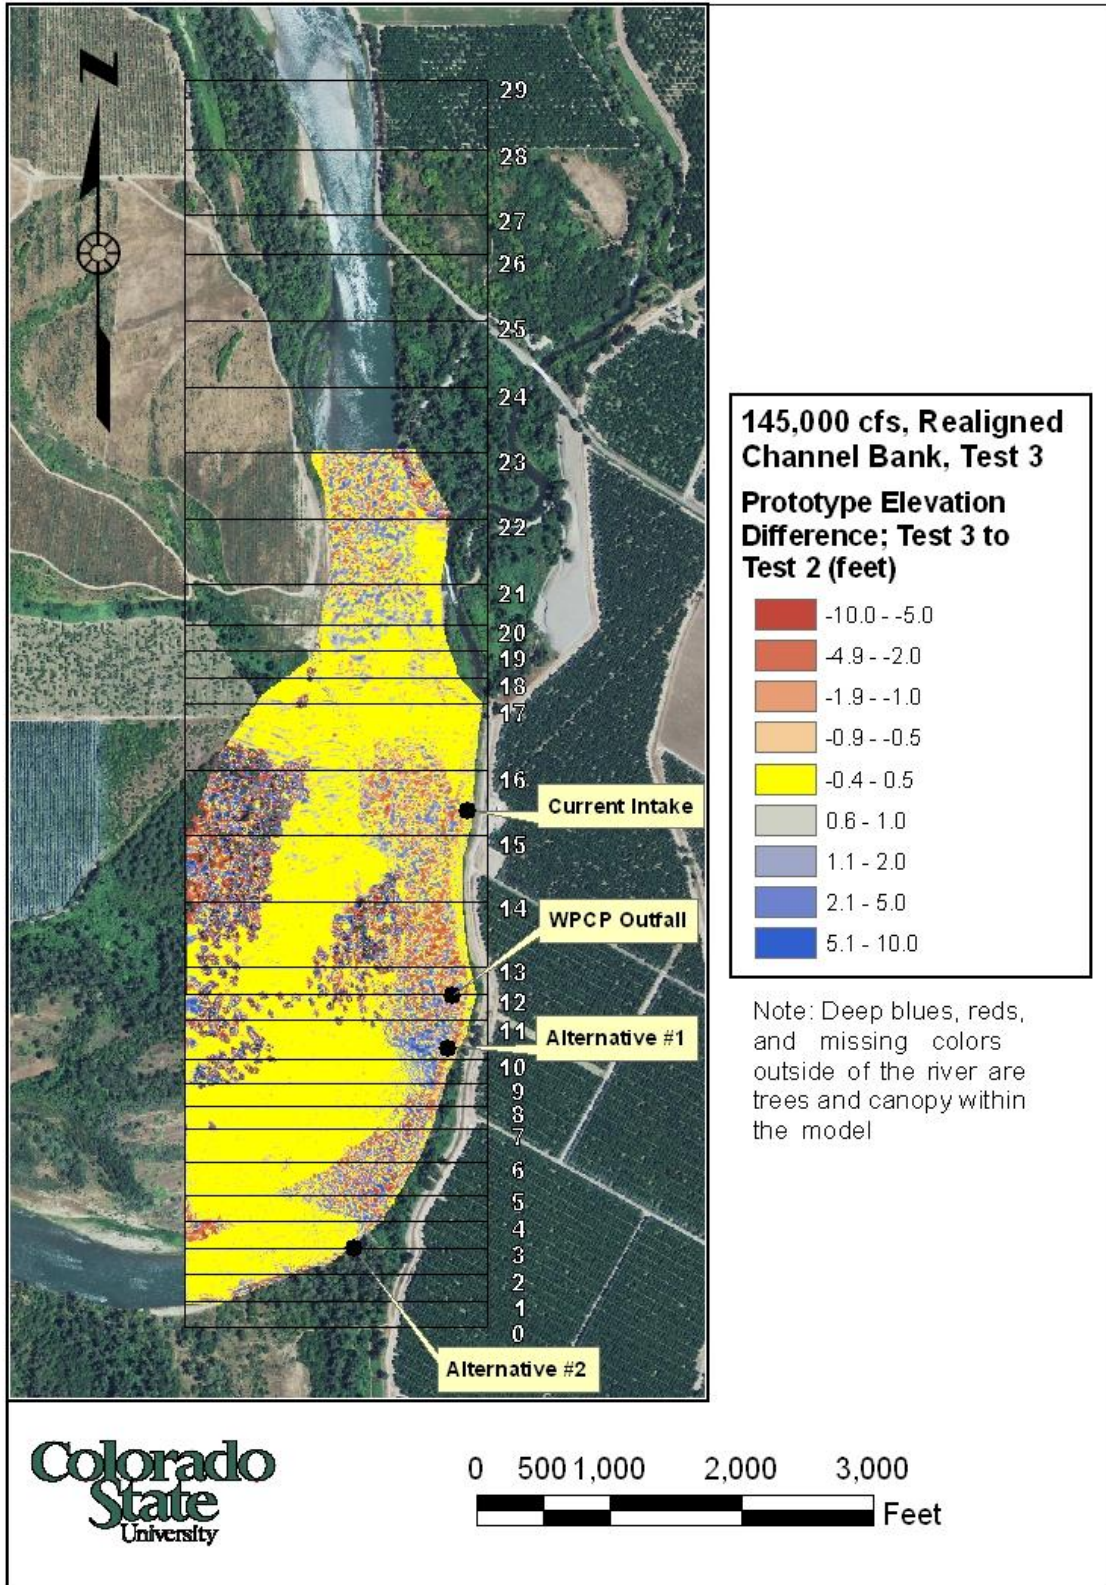 N
29
28
27
26
25
24
23
22
21
20
19
18
17
16
15
14
13
12
11
10
9
8
7
6
5
4
3
2
1
0
Current Intake
WPCP Outfall
Alternative #1
Alternative #2
145,000 cfs, Realigned
Channel Bank, Test 3
Prototype Elevation
Difference; Test 3 to
Test 2 (feet)
-10.0 - -5.0
-4.9 - -2.0
-1.9 - -1.0
-0.9 - -0.5
-0.4 - 0.5
0.6 - 1.0
1.1 - 2.0
2.1 - 5.0
5.1 - 10.0
Note: Deep blues, reds,
and missing colors
outside of the river are
trees and canopy within
the model
Colorado
State
University
0 500 1,000 2,000 3,000
Feet